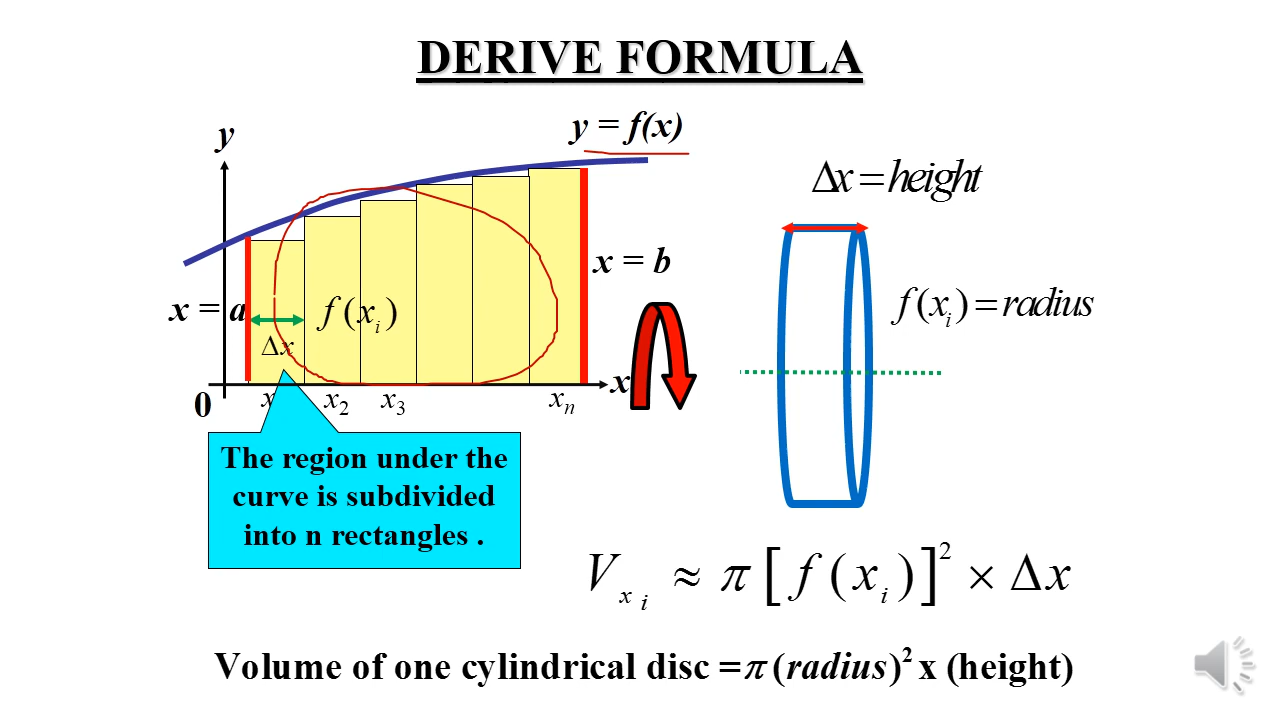 DERIVE FORMULA
y = f(x)
y
Δx = height
x = b
x = a
f(xᵢ)
f(xᵢ) = radius
Δx
x
0
x
x₂
x₃
xₙ
The region under the
curve is subdivided
into n rectangles .
Vₓᵢ ≈ π[f(xᵢ)]² × Δx
Volume of one cylindrical disc =π(radius)² x (height)